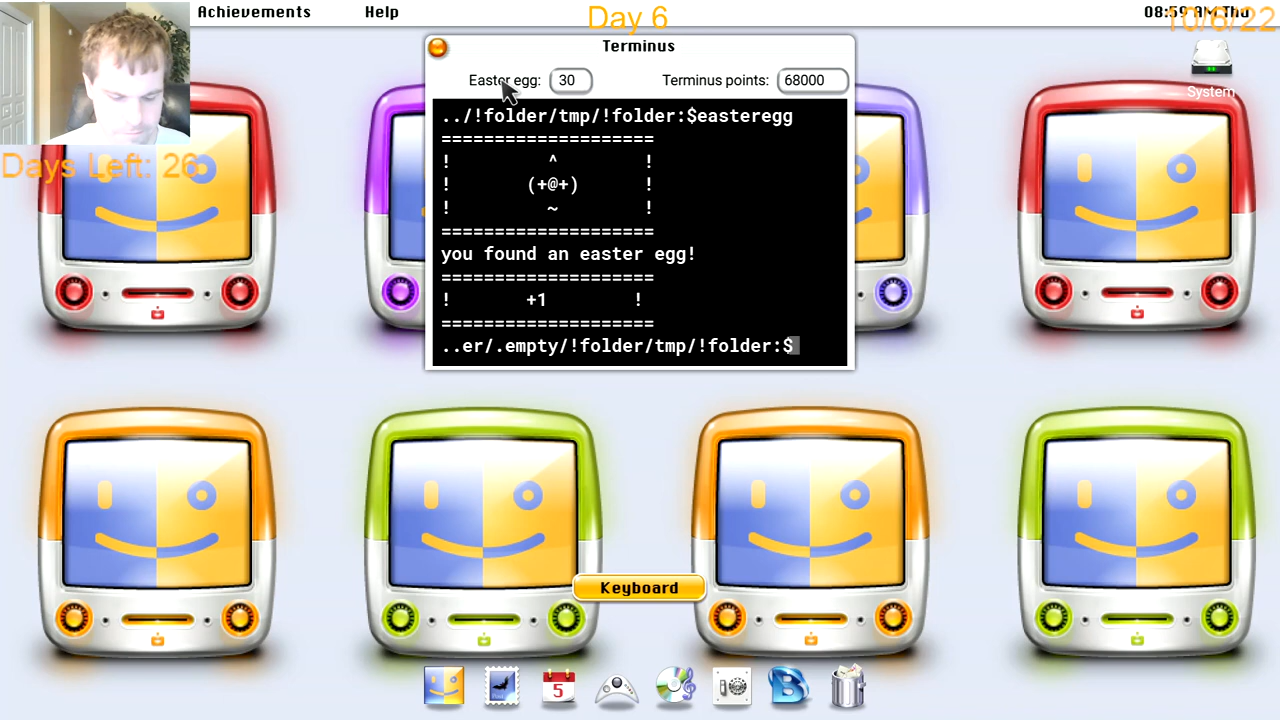 Achievements Help Day 6 08:59 AM Thu 10/6/22
Days Left: 26
Terminus
Easter egg: 30 Terminus points: 68000
../!folder/tmp/!folder:$easteregg
====================
! ^ !
! (+@+) !
! ~ !
====================
you found an easter egg!
====================
! +1 !
====================
..er/.empty/!folder/tmp/!folder:$
System
Keyboard
5
B